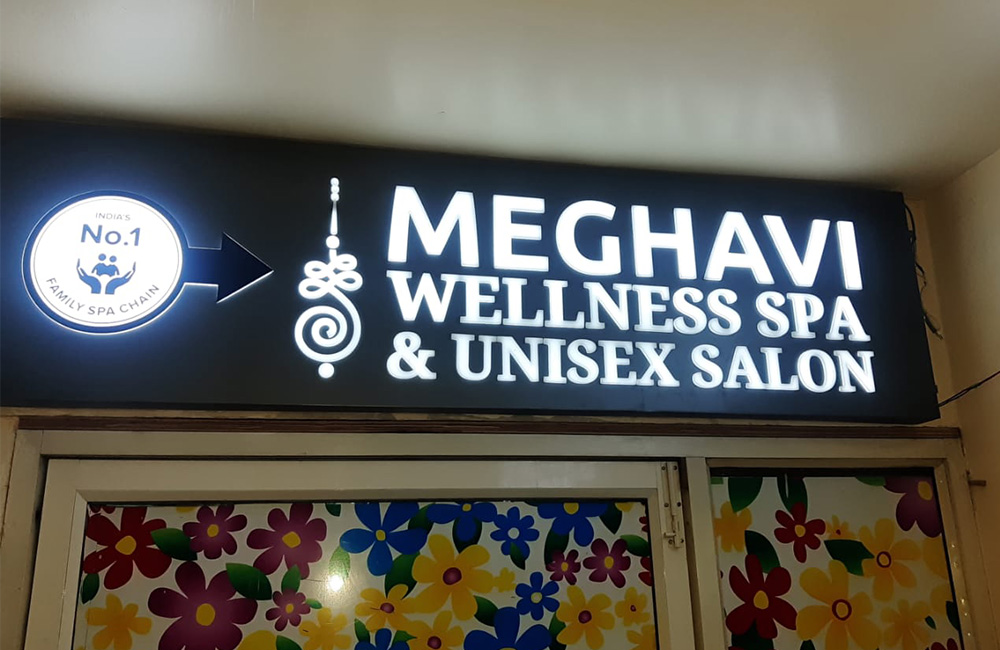 INDIA'S
No.1
FAMILY SPA CHAIN
MEGHAVI
WELLNESS SPA
& UNISEX SALON